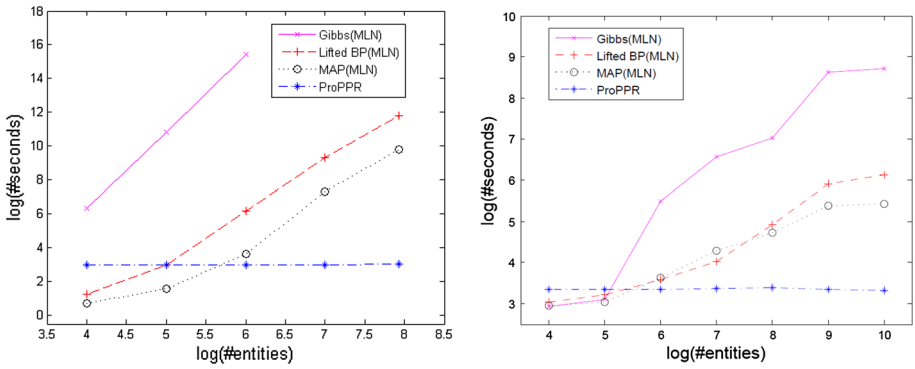 18
16
14
12
10
8
6
4
2
0
log(#seconds)
3.5 4 4.5 5 5.5 6 6.5 7 7.5 8 8.5
log(#entities)
Gibbs(MLN)
Lifted BP(MLN)
MAP(MLN)
ProPPR
10
9
8
7
6
5
4
3
log(#seconds)
4 5 6 7 8 9 10
log(#entities)
Gibbs(MLN)
Lifted BP(MLN)
MAP(MLN)
ProPPR